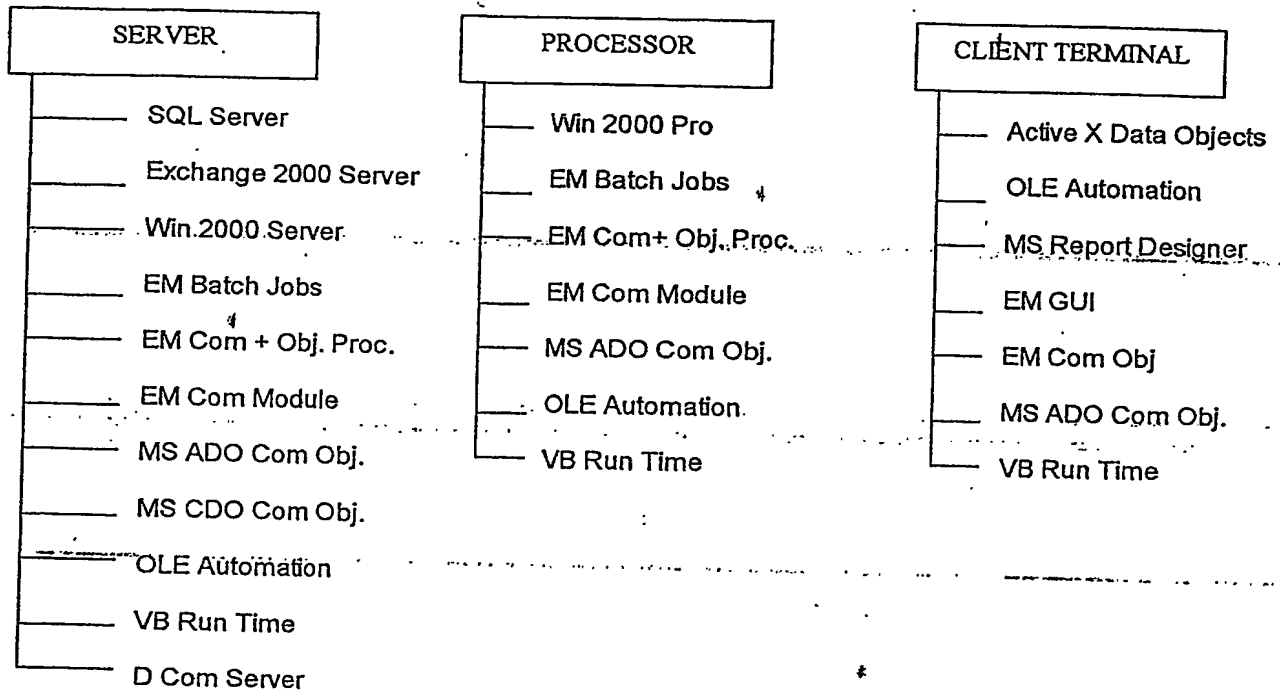 SERVER
SQL Server
Exchange 2000 Server
Win 2000 Server
EM Batch Jobs
EM Com + Obj. Proc.
EM Com Module
MS ADO Com Obj.
MS CDO Com Obj.
OLE Automation
VB Run Time
D Com Server
PROCESSOR
Win 2000 Pro
EM Batch Jobs
EM Com+ Obj. Proc.
EM Com Module
MS ADO Com Obj.
OLE Automation
VB Run Time
CLIENT TERMINAL
Active X Data Objects
OLE Automation
MS Report Designer
EM GUI
EM Com Obj
MS ADO Com Obj.
VB Run Time